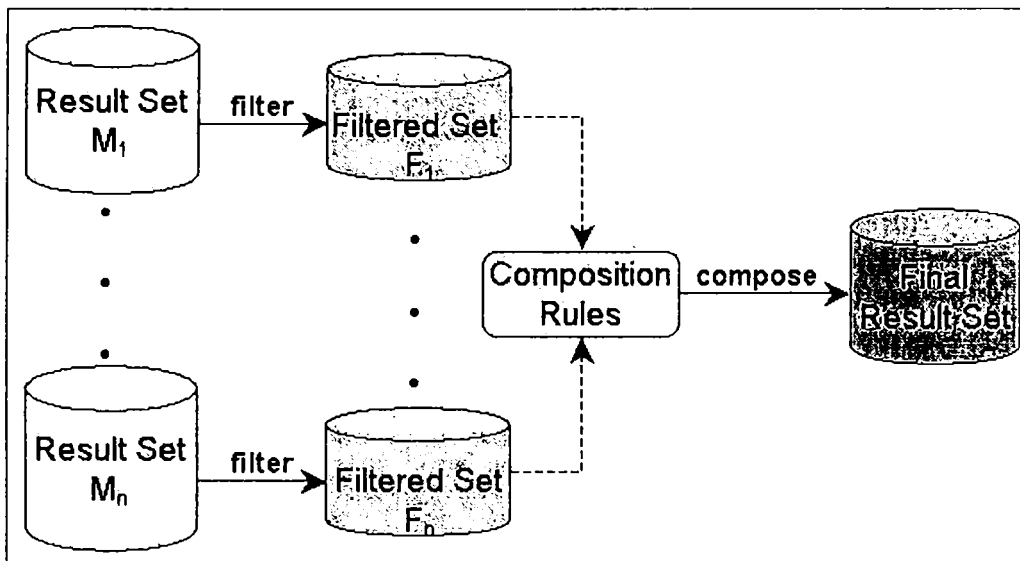 Result Set
M₁
filter
Filtered Set
F₁
Composition
Rules
compose
Final
Result Set
Result Set
Mₙ
filter
Filtered Set
Fₙ